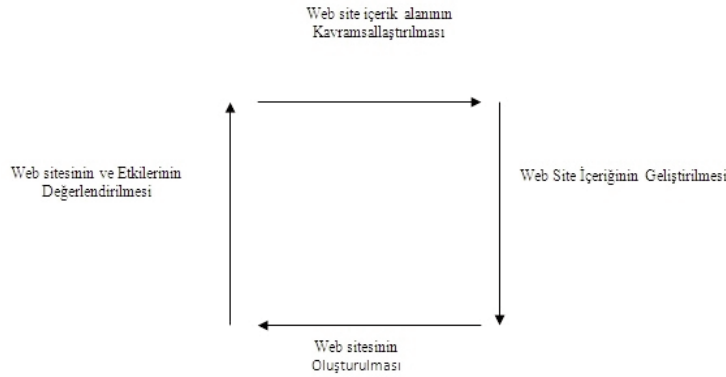 Web site içerik alanının
Kavramsallaştırılması
Web sitesinin ve Etkilerinin
Değerlendirilmesi
Web Site İçeriğinin Geliştirilmesi
Web sitesinin
Oluşturulması